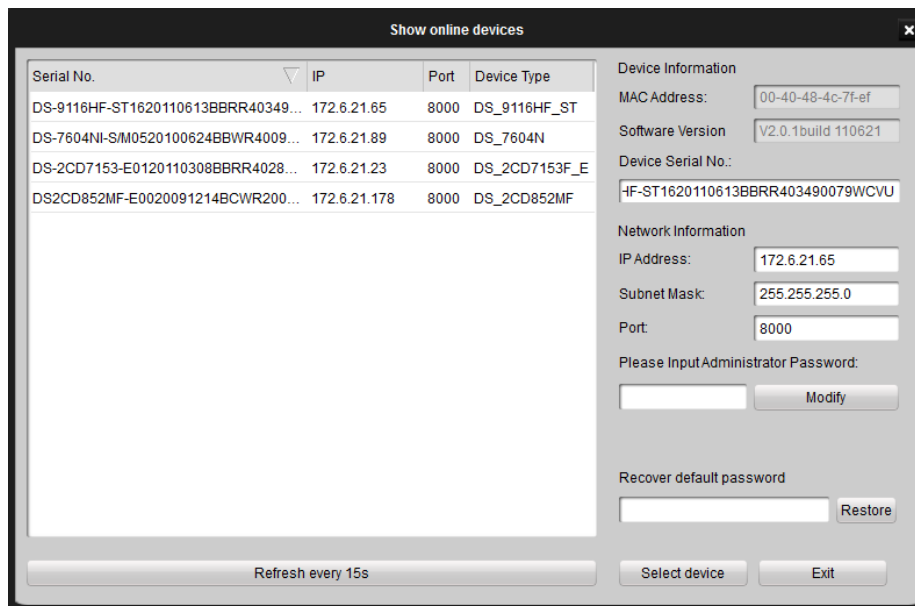 Show online devices
Serial No. IP Port Device Type
DS-9116HF-ST1620110613BBRR40349... 172.6.21.65 8000 DS_9116HF_ST
DS-7604NI-S/M0520100624BBWR4009... 172.6.21.89 8000 DS_7604N
DS-2CD7153-E0120110308BBRR4028... 172.6.21.23 8000 DS_2CD7153F_E
DS2CD852MF-E0020091214BCWR200... 172.6.21.178 8000 DS_2CD852MF
Refresh every 15s
Device Information
MAC Address: 00-40-48-4c-7f-ef
Software Version V2.0.1build 110621
Device Serial No.:
HF-ST1620110613BBRR403490079WCVU
Network Information
IP Address: 172.6.21.65
Subnet Mask: 255.255.255.0
Port: 8000
Please Input Administrator Password:
Modify
Recover default password
Restore
Select device Exit